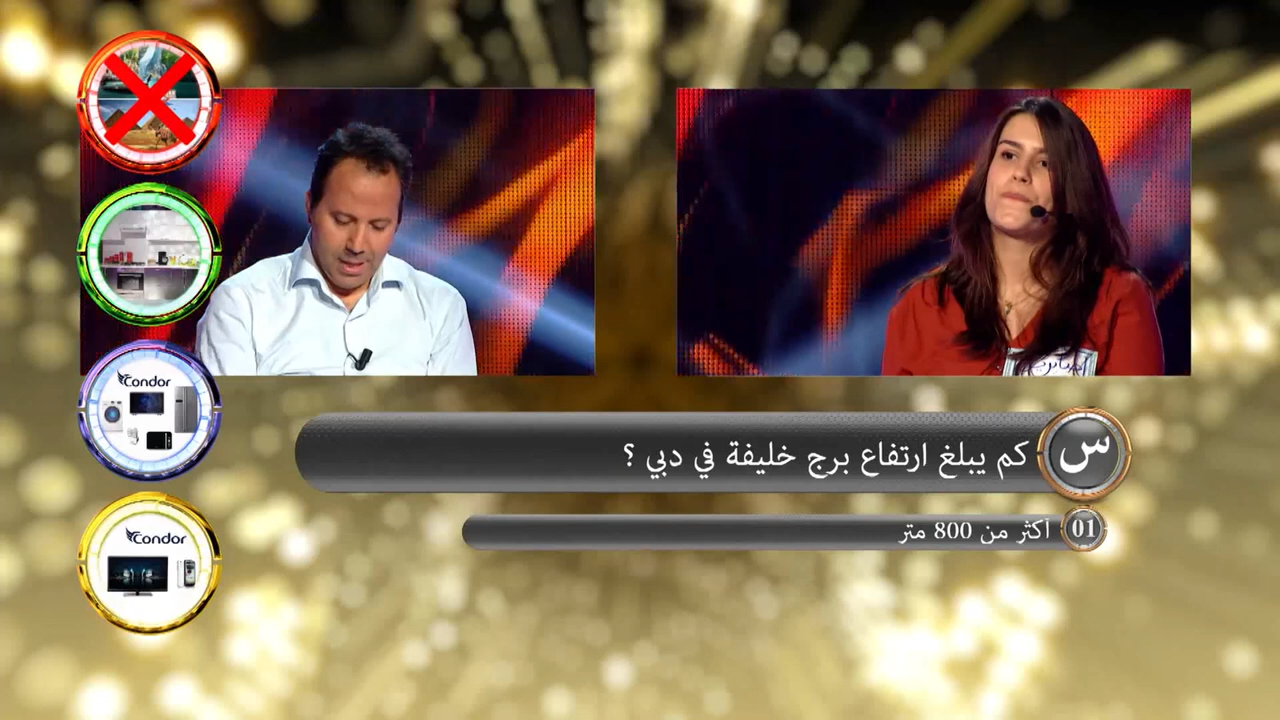 Condor
Condor
س
كم يبلغ ارتفاع برج خليفة في دبي ؟
01
أكثر من 800 متر